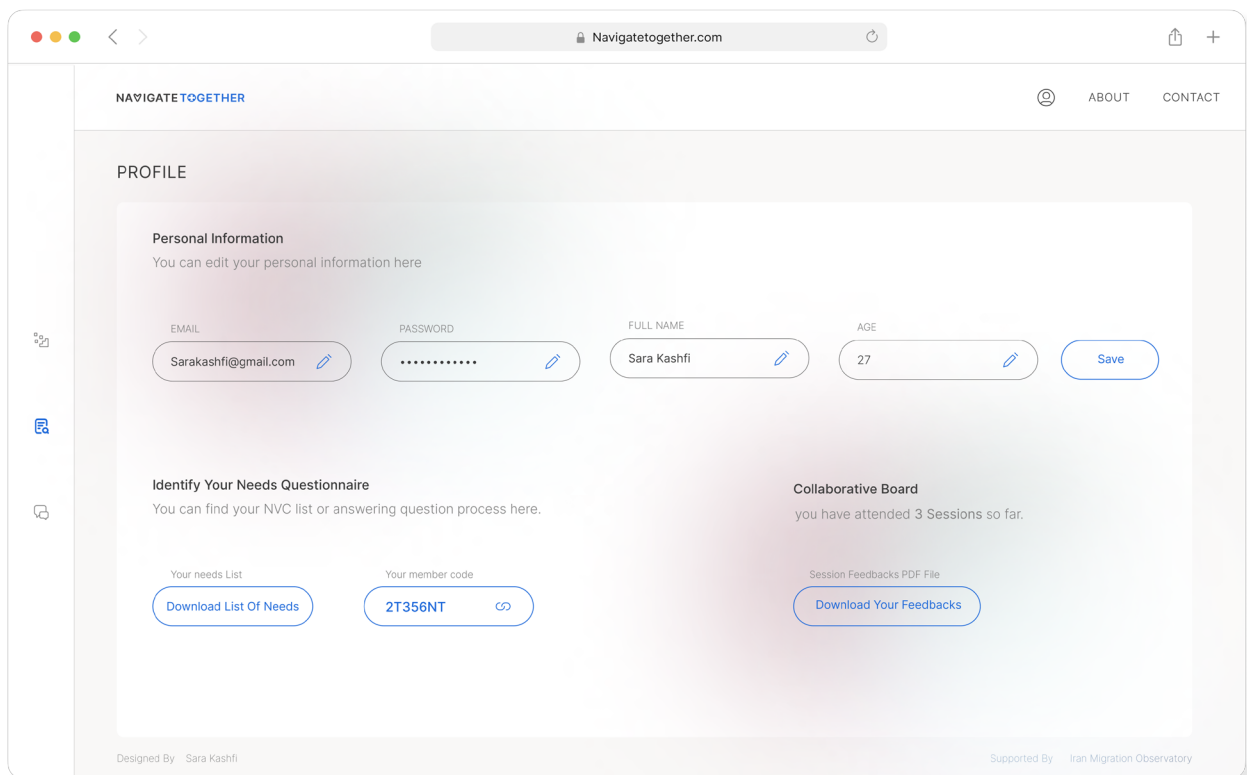 Navigatetogether.com
NAVIGATETOGETHER
ABOUT
CONTACT
PROFILE
Personal Information
You can edit your personal information here
EMAIL
Sarakashfi@gmail.com
PASSWORD
••••••••••••
FULL NAME
Sara Kashfi
AGE
27
Save
Identify Your Needs Questionnaire
You can find your NVC list or answering question process here.
Your needs List
Download List Of Needs
Your member code
2T356NT
Collaborative Board
you have attended 3 Sessions so far.
Session Feedbacks PDF File
Download Your Feedbacks
Designed By Sara Kashfi
Supported By Iran Migration Observatory